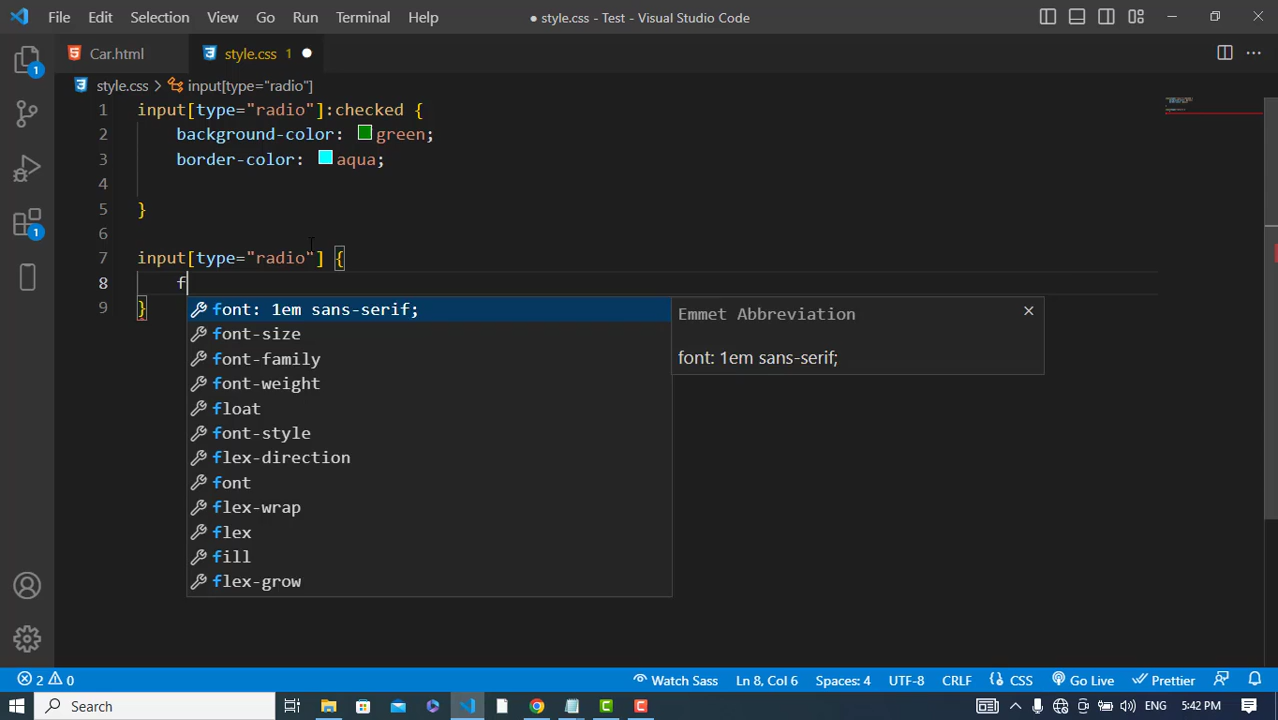 File Edit Selection View Go Run Terminal Help
● style.css - Test - Visual Studio Code
Car.html
style.css 1
style.css > input[type="radio"]
1 input[type="radio"]:checked {
2 background-color: green;
3 border-color: aqua;
4
5 }
6
7 input[type="radio"] {
8 f
9 }
font: 1em sans-serif;
font-size
font-family
font-weight
float
font-style
flex-direction
font
flex-wrap
flex
fill
flex-grow
Emmet Abbreviation
font: 1em sans-serif;
1
1
2 0
Watch Sass
Ln 8, Col 6
Spaces: 4
UTF-8
CRLF
CSS
Go Live
Prettier
Search
ENG
5:42 PM